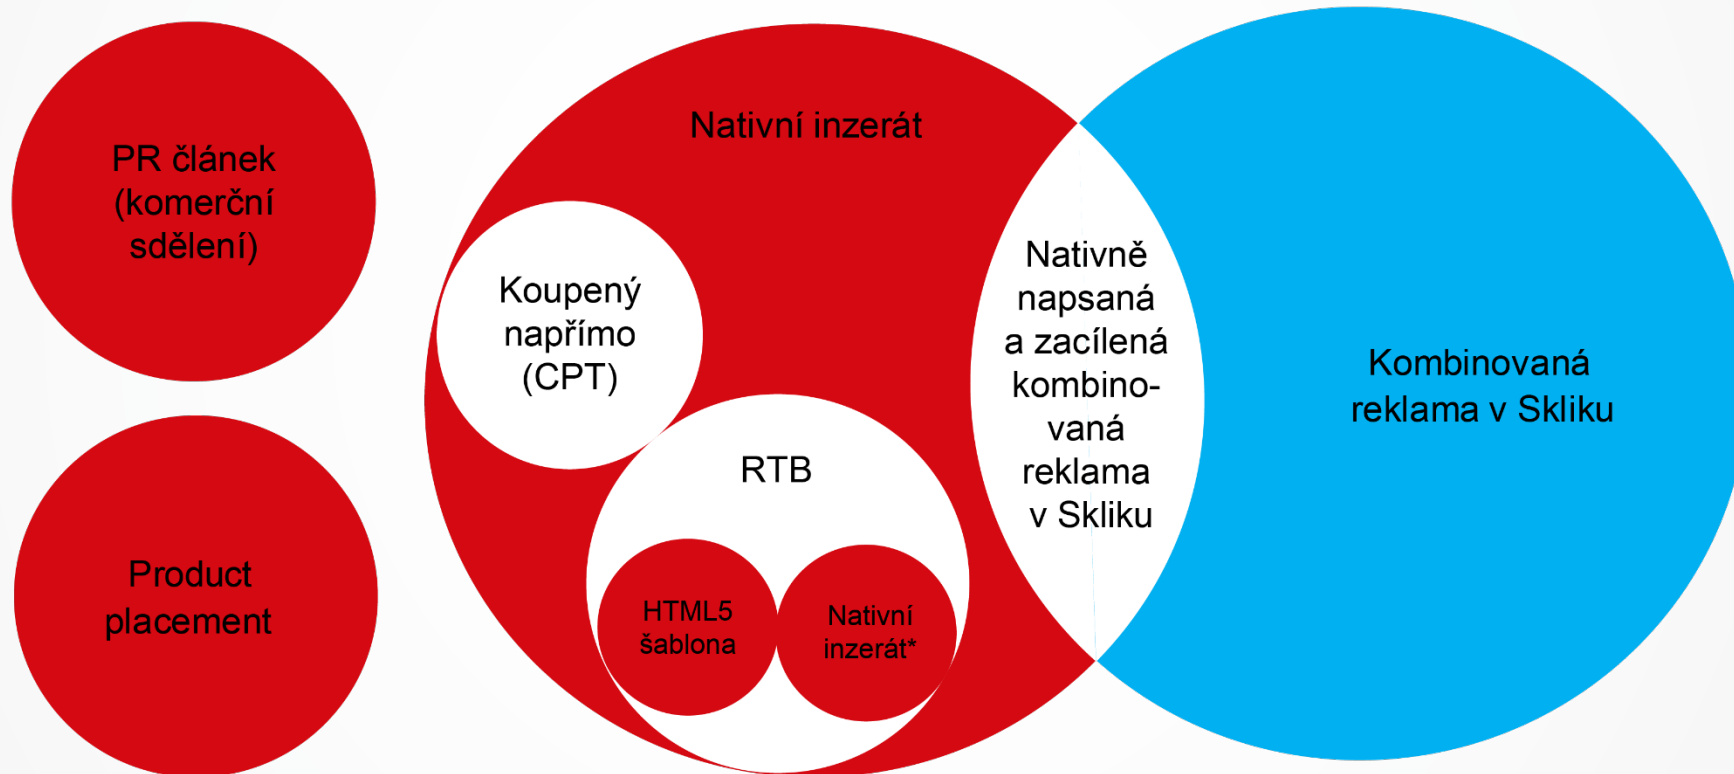 PR článek
(komerční
sdělení)
Product
placement
Nativní inzerát
Koupený
napřímo
(CPT)
RTB
HTML5
šablona
Nativní
inzerát*
Nativně
napsaná
a zacílená
kombino-
vaná
reklama
v Skliku
Kombinovaná
reklama v Skliku